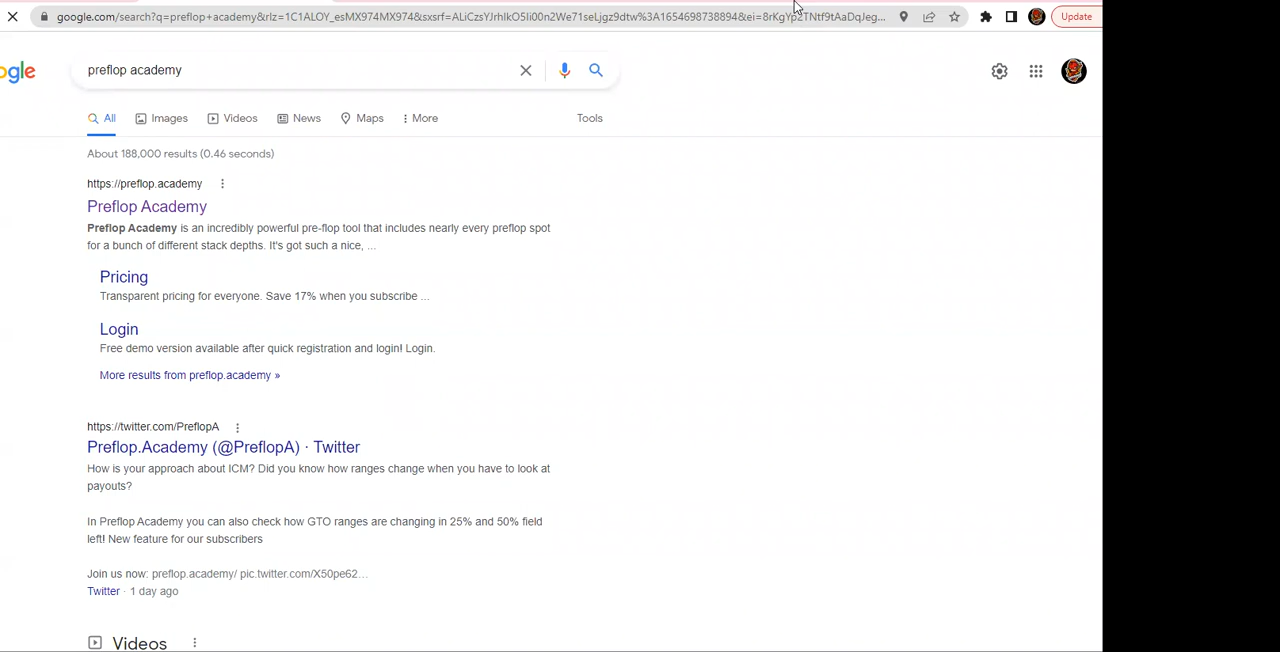 google.com/search?q=preflop+academy&rlz=1C1ALOY_esMX974MX974&sxsrf=ALiCzsYJrhIkO5Ii00n2We71seLjgz9dtw%3A1654698738894&ei=8rKgYp2TNtf9tAaDqJeg...
Update
ogle
preflop academy
All
Images
Videos
News
Maps
More
Tools
About 188,000 results (0.46 seconds)
https://preflop.academy
Preflop Academy
Preflop Academy is an incredibly powerful pre-flop tool that includes nearly every preflop spot
for a bunch of different stack depths. It's got such a nice, ...
Pricing
Transparent pricing for everyone. Save 17% when you subscribe ...
Login
Free demo version available after quick registration and login! Login.
More results from preflop.academy »
https://twitter.com/PreflopA
Preflop.Academy (@PreflopA) · Twitter
How is your approach about ICM? Did you know how ranges change when you have to look at
payouts?
In Preflop Academy you can also check how GTO ranges are changing in 25% and 50% field
left! New feature for our subscribers
Join us now: preflop.academy/ pic.twitter.com/X50pe62...
Twitter · 1 day ago
Videos